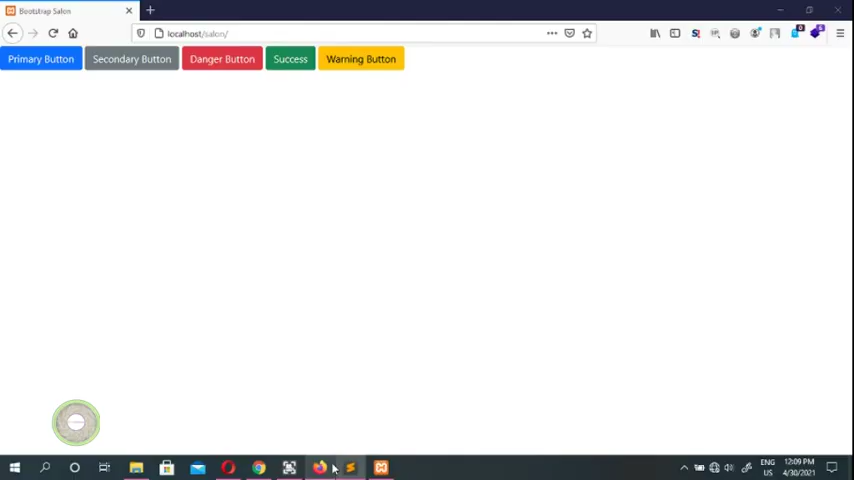 Bootstrap Salon
localhost/salon/
Primary Button
Secondary Button
Danger Button
Success
Warning Button
ENG
US
12:09 PM
4/30/2021